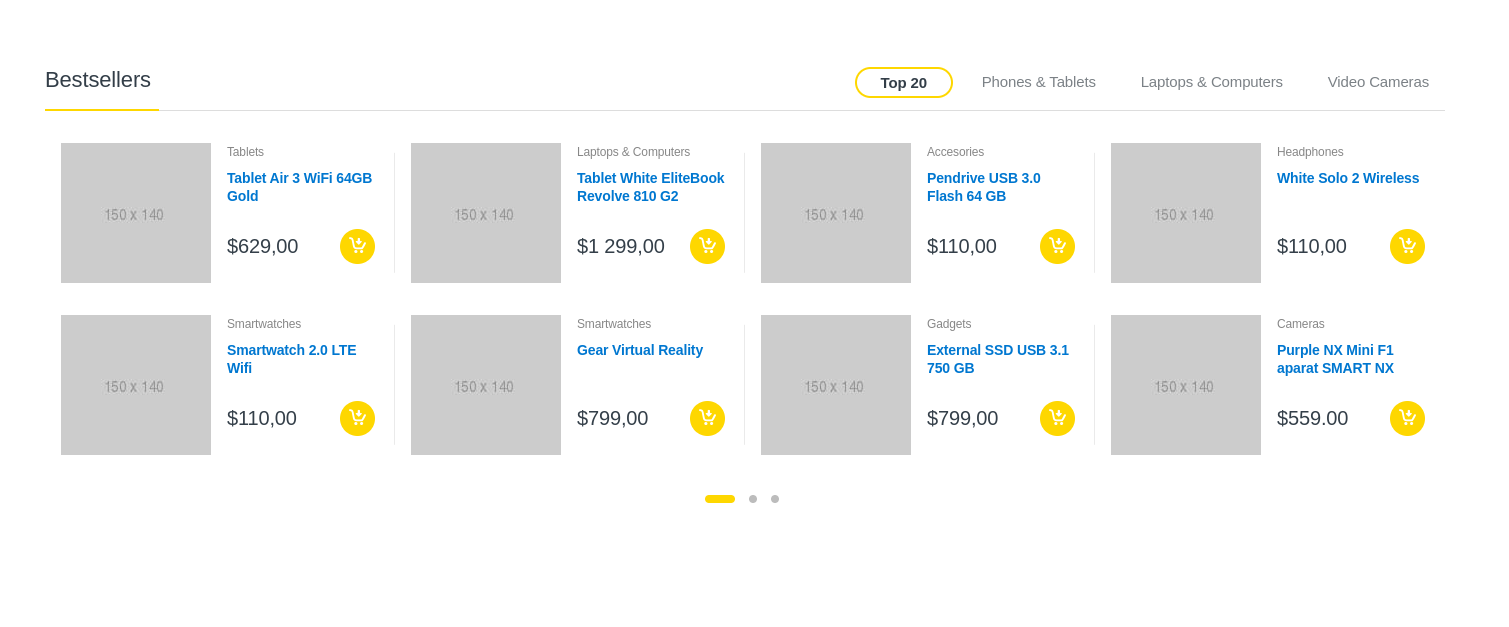 Bestsellers
Top 20
Phones & Tablets
Laptops & Computers
Video Cameras
150 x 140
Tablets
Tablet Air 3 WiFi 64GB
Gold
$629,00
150 x 140
Laptops & Computers
Tablet White EliteBook
Revolve 810 G2
$1 299,00
150 x 140
Accesories
Pendrive USB 3.0
Flash 64 GB
$110,00
150 x 140
Headphones
White Solo 2 Wireless
$110,00
150 x 140
Smartwatches
Smartwatch 2.0 LTE
Wifi
$110,00
150 x 140
Smartwatches
Gear Virtual Reality
$799,00
150 x 140
Gadgets
External SSD USB 3.1
750 GB
$799,00
150 x 140
Cameras
Purple NX Mini F1
aparat SMART NX
$559.00